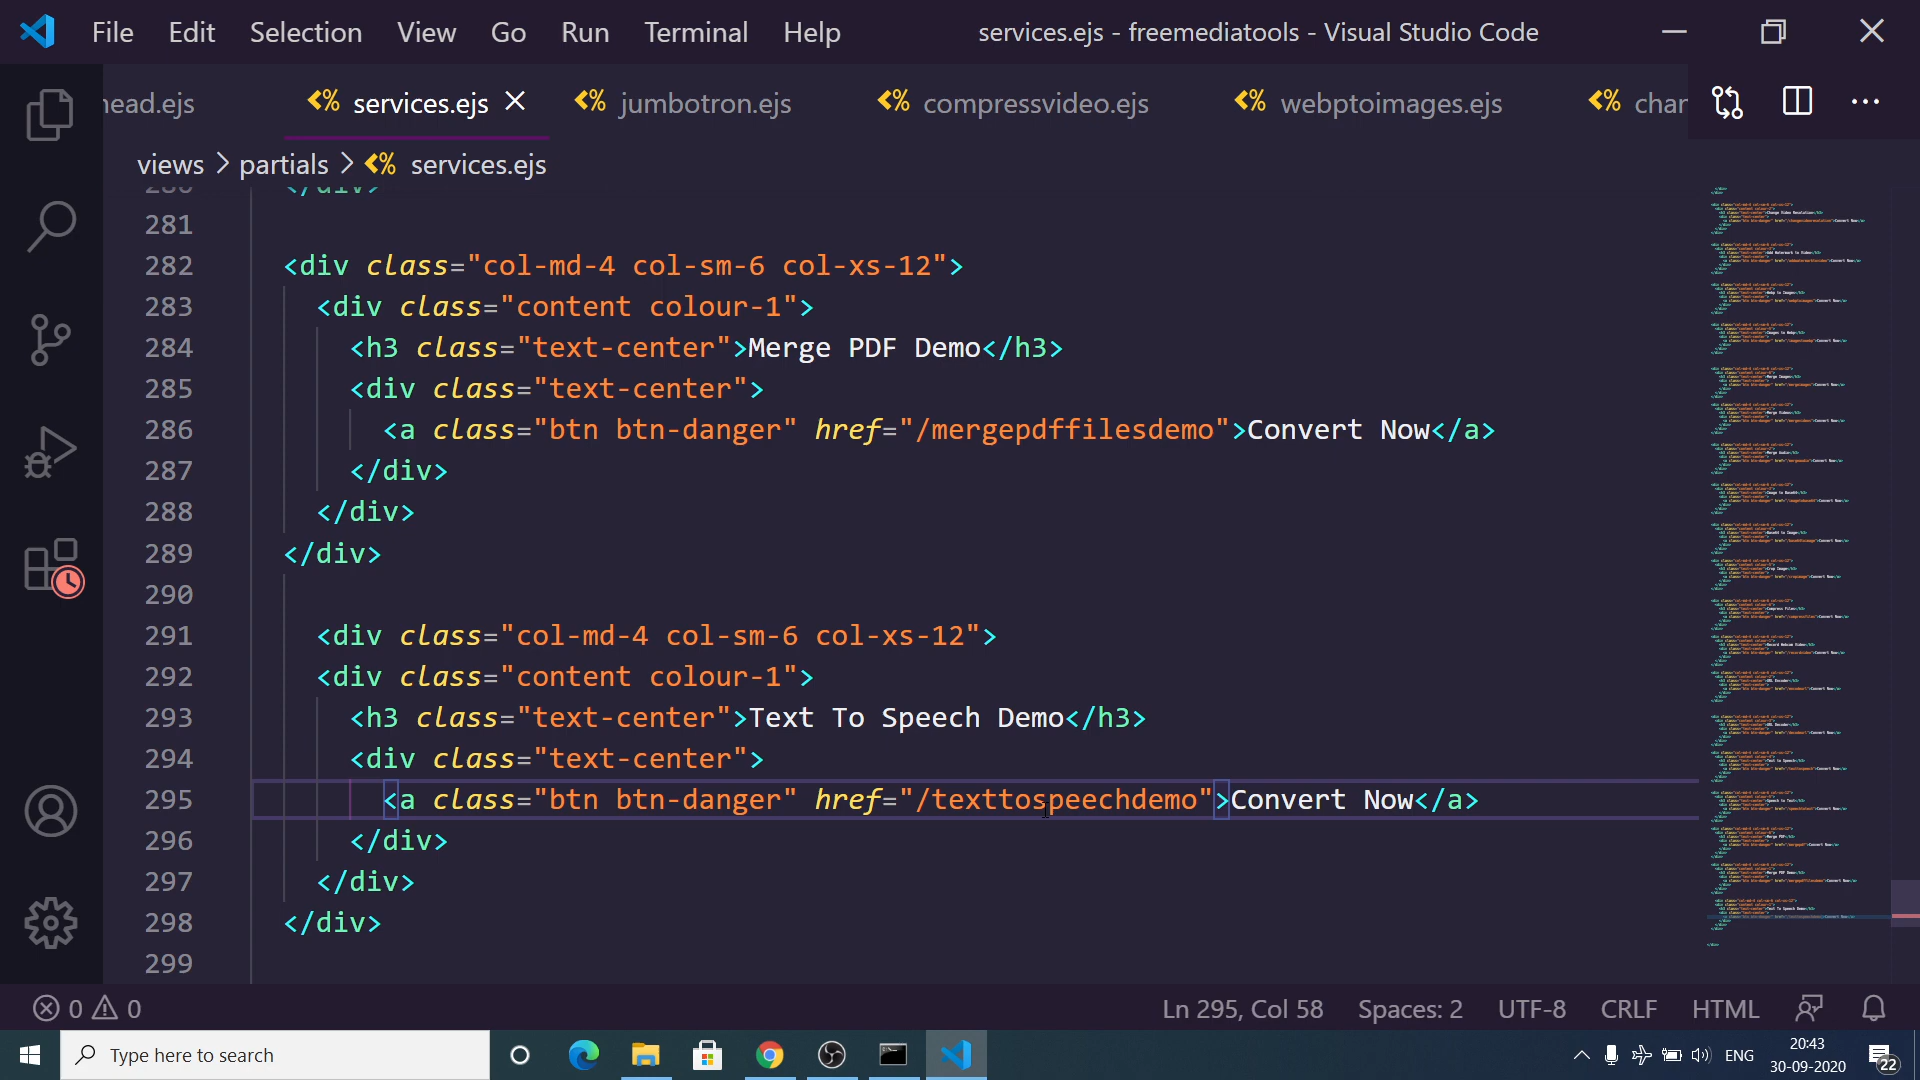 File Edit Selection View Go Run Terminal Help services.ejs - freemediatools - Visual Studio Code
head.ejs services.ejs jumbotron.ejs compressvideo.ejs webptoimages.ejs char
views > partials > services.ejs
280 </div>
281
282 <div class="col-md-4 col-sm-6 col-xs-12">
283 <div class="content colour-1">
284 <h3 class="text-center">Merge PDF Demo</h3>
285 <div class="text-center">
286 <a class="btn btn-danger" href="/mergepdffilesdemo">Convert Now</a>
287 </div>
288 </div>
289 </div>
290
291 <div class="col-md-4 col-sm-6 col-xs-12">
292 <div class="content colour-1">
293 <h3 class="text-center">Text To Speech Demo</h3>
294 <div class="text-center">
295 <a class="btn btn-danger" href="/texttospeechdemo">Convert Now</a>
296 </div>
297 </div>
298 </div>
299
0 0 Ln 295, Col 58 Spaces: 2 UTF-8 CRLF HTML
Type here to search
ENG
20:43
30-09-2020
22